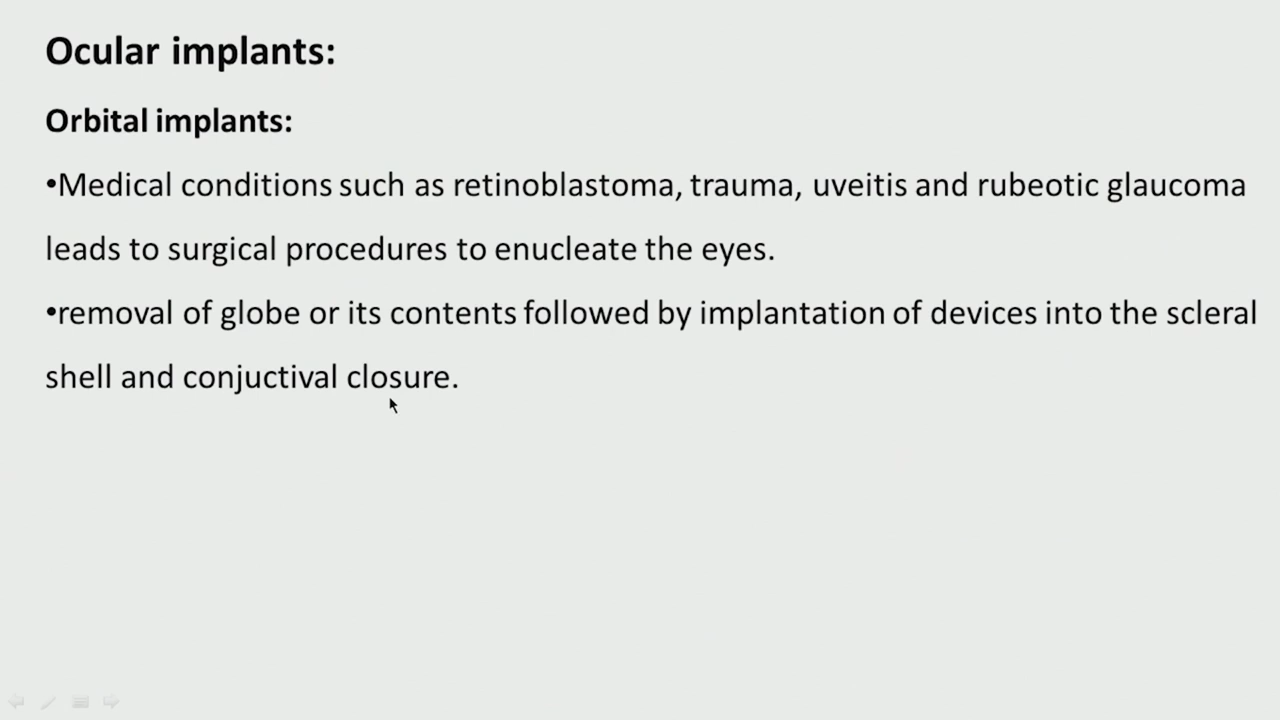 Ocular implants:
Orbital implants:
•Medical conditions such as retinoblastoma, trauma, uveitis and rubeotic glaucoma
leads to surgical procedures to enucleate the eyes.
•removal of globe or its contents followed by implantation of devices into the scleral
shell and conjuctival closure.